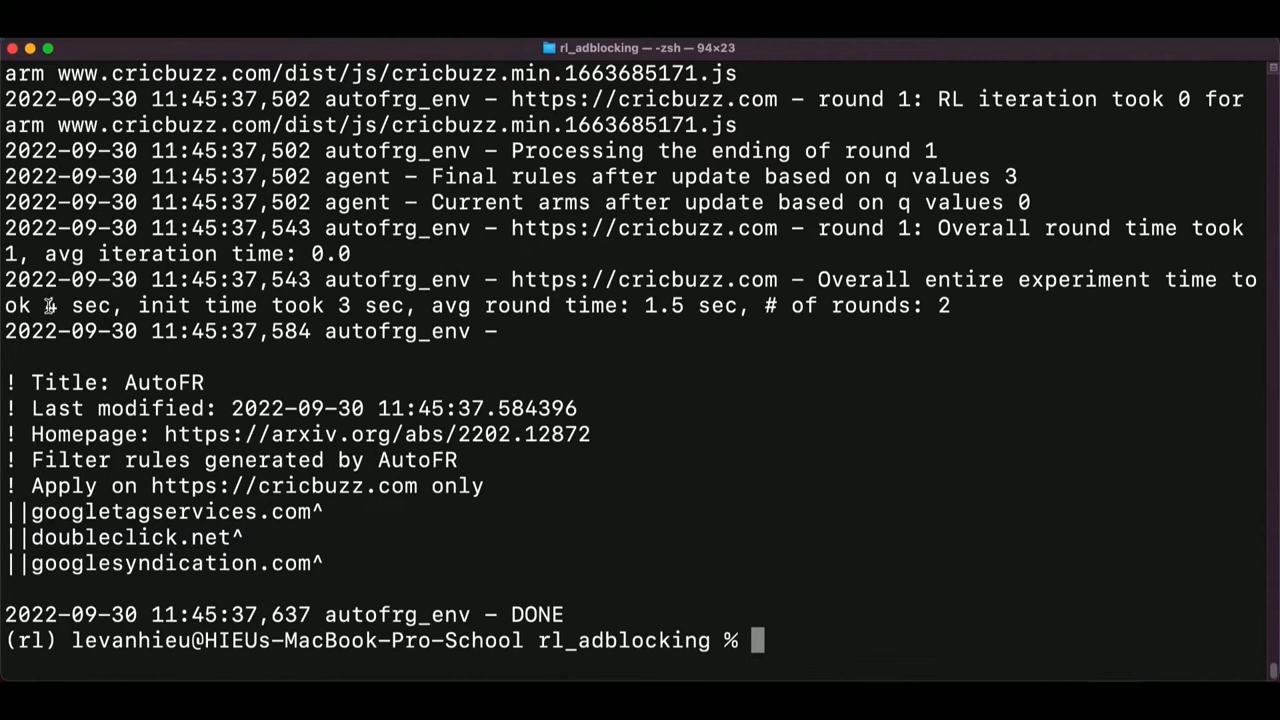 rl_adblocking — -zsh — 94×23
arm www.cricbuzz.com/dist/js/cricbuzz.min.1663685171.js
2022-09-30 11:45:37,502 autofrg_env - https://cricbuzz.com - round 1: RL iteration took 0 for
arm www.cricbuzz.com/dist/js/cricbuzz.min.1663685171.js
2022-09-30 11:45:37,502 autofrg_env - Processing the ending of round 1
2022-09-30 11:45:37,502 agent - Final rules after update based on q values 3
2022-09-30 11:45:37,502 agent - Current arms after update based on q values 0
2022-09-30 11:45:37,543 autofrg_env - https://cricbuzz.com - round 1: Overall round time took
1, avg iteration time: 0.0
2022-09-30 11:45:37,543 autofrg_env - https://cricbuzz.com - Overall entire experiment time to
ok sec, init time took 3 sec, avg round time: 1.5 sec, # of rounds: 2
2022-09-30 11:45:37,584 autofrg_env -
! Title: AutoFR
! Last modified: 2022-09-30 11:45:37.584396
! Homepage: https://arxiv.org/abs/2202.12872
! Filter rules generated by AutoFR
! Apply on https://cricbuzz.com only
||googletagservices.com^
||doubleclick.net^
||googlesyndication.com^
2022-09-30 11:45:37,637 autofrg_env - DONE
(rl) levanhieu@HIEUs-MacBook-Pro-School rl_adblocking %